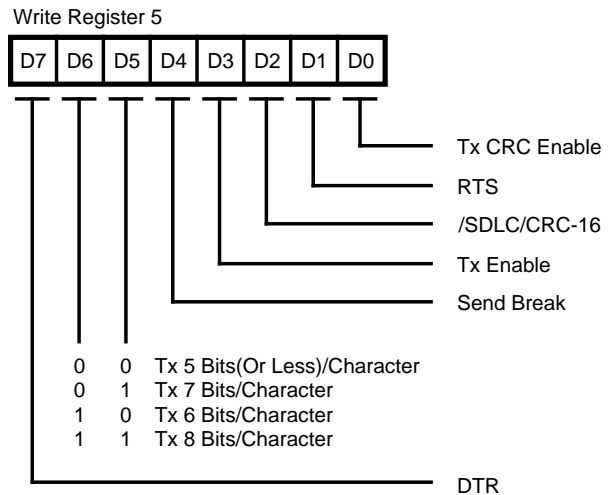 Write Register 5
D7 D6 D5 D4 D3 D2 D1 D0
Tx CRC Enable
RTS
/SDLC/CRC-16
Tx Enable
Send Break
0 0 Tx 5 Bits(Or Less)/Character
0 1 Tx 7 Bits/Character
1 0 Tx 6 Bits/Character
1 1 Tx 8 Bits/Character
DTR